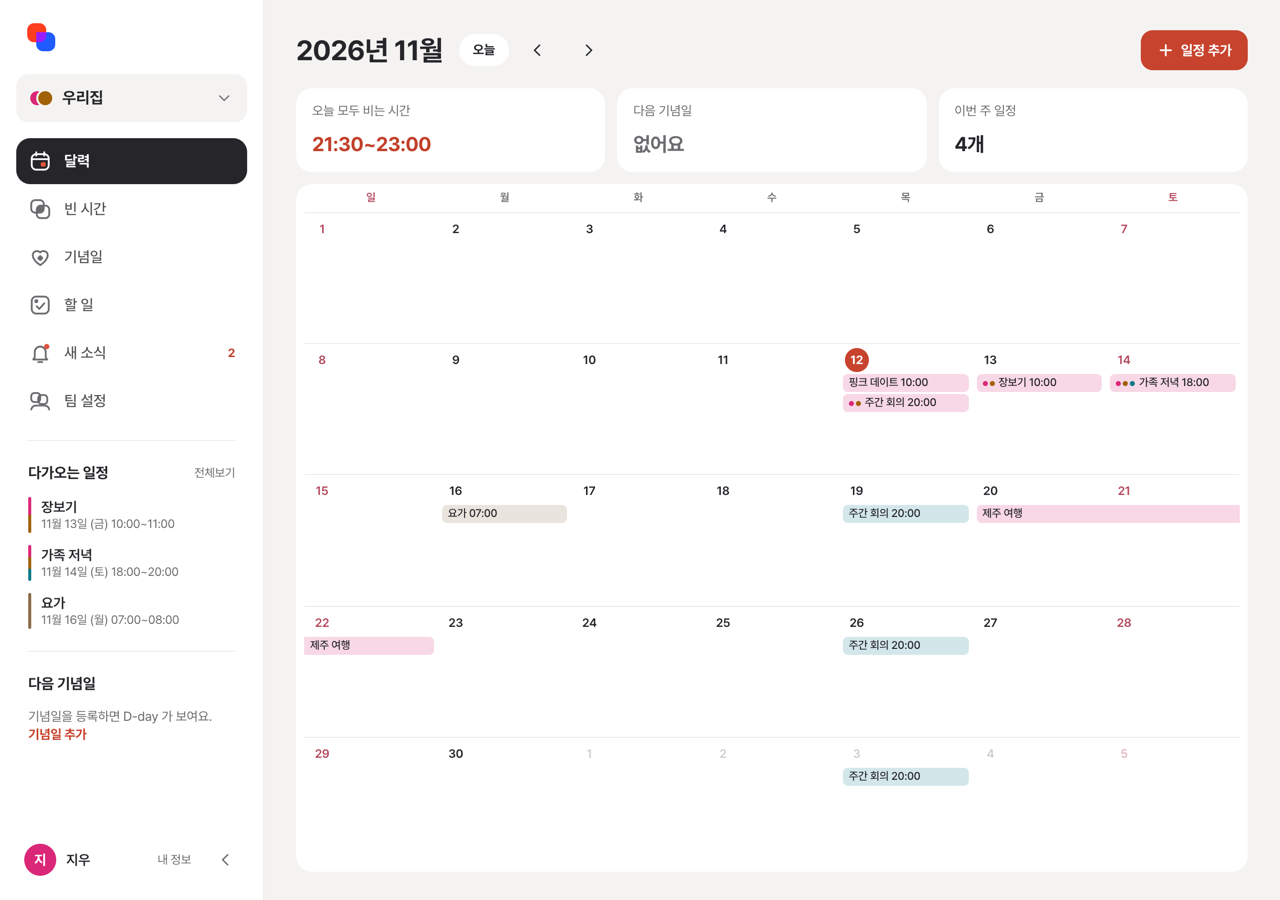 우리집
달력
빈 시간
기념일
할 일
새 소식 2
팀 설정
다가오는 일정 전체보기
장보기
11월 13일 (금) 10:00~11:00
가족 저녁
11월 14일 (토) 18:00~20:00
요가
11월 16일 (월) 07:00~08:00
다음 기념일
기념일을 등록하면 D-day 가 보여요.
기념일 추가
지 지우 내 정보
2026년 11월 오늘 일정 추가
오늘 모두 비는 시간
21:30~23:00
다음 기념일
없어요
이번 주 일정
4개
일 월 화 수 목 금 토
1 2 3 4 5 6 7
8 9 10 11 12 13 14
핑크 데이트 10:00 장보기 10:00 가족 저녁 18:00
주간 회의 20:00
15 16 17 18 19 20 21
요가 07:00 주간 회의 20:00 제주 여행
22 23 24 25 26 27 28
제주 여행 주간 회의 20:00
29 30 1 2 3 4 5
주간 회의 20:00